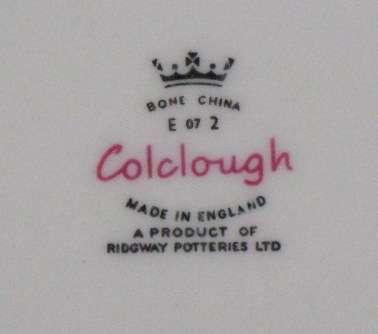 BONE CHINA
E 07 2
Colclough
MADE IN ENGLAND
A PRODUCT OF
RIDGWAY POTTERIES LTD